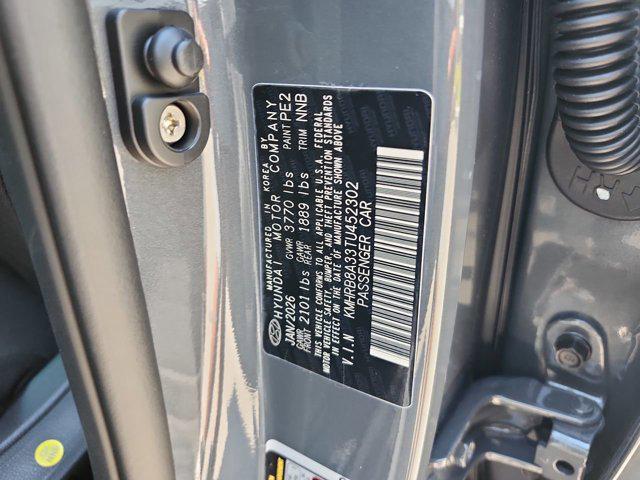 MANUFACTURED IN KOREA BY
HYUNDAI MOTOR COMPANY
JAN/2026 GVWR 3770 lbs PAINT PE2
GAWR FRONT 2101 lbs GAWR REAR 1889 lbs TRIM NNB
THIS VEHICLE CONFORMS TO ALL APPLICABLE U.S.A. FEDERAL
MOTOR VEHICLE SAFETY, BUMPER, AND THEFT PREVENTION STANDARDS
IN EFFECT ON THE DATE OF MANUFACTURE SHOWN ABOVE
V.I.N KMHRB8A33TU452302
PASSENGER CAR